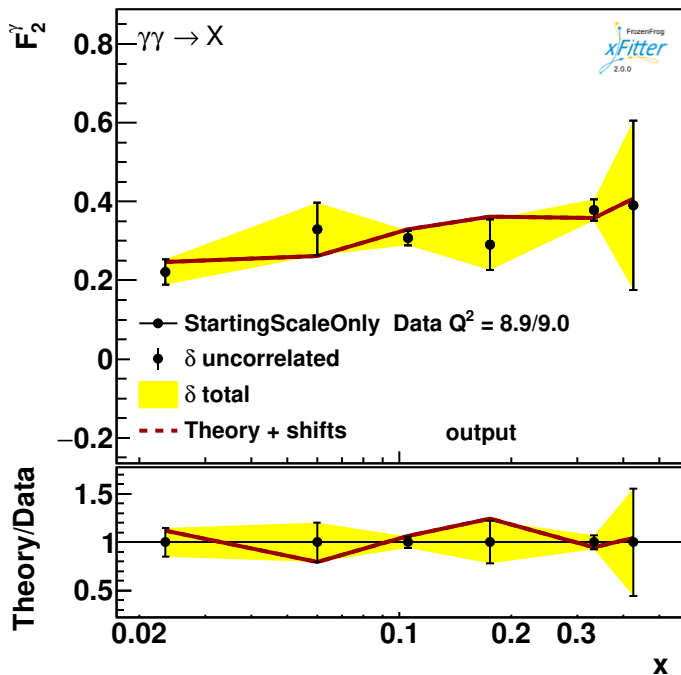 F₂^γ
γγ → X
FrozenFrog
xFitter
2.0.0
0.8
0.6
0.4
0.2
0
−0.2
StartingScaleOnly Data Q² = 8.9/9.0
δ uncorrelated
δ total
Theory + shifts output
Theory/Data
1.5
1
0.5
0.02 0.1 0.2 0.3
x